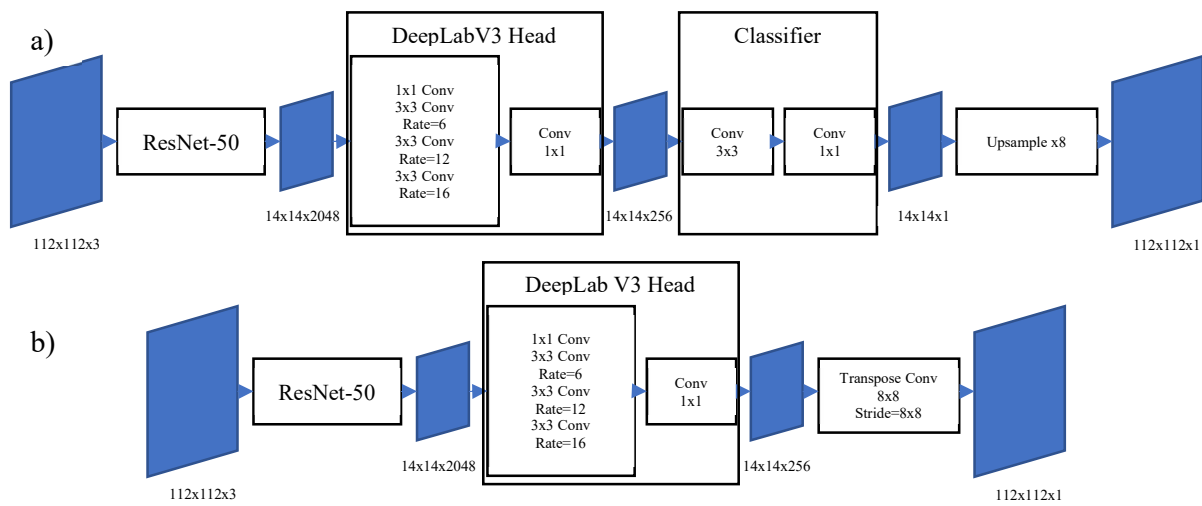 a)
DeepLabV3 Head
Classifier
ResNet-50
1x1 Conv
3x3 Conv
Rate=6
3x3 Conv
Rate=12
3x3 Conv
Rate=16
Conv
1x1
Conv
3x3
Conv
1x1
Upsample x8
112x112x3
14x14x2048
14x14x256
14x14x1
112x112x1
b)
DeepLab V3 Head
ResNet-50
1x1 Conv
3x3 Conv
Rate=6
3x3 Conv
Rate=12
3x3 Conv
Rate=16
Conv
1x1
Transpose Conv
8x8
Stride=8x8
112x112x3
14x14x2048
14x14x256
112x112x1